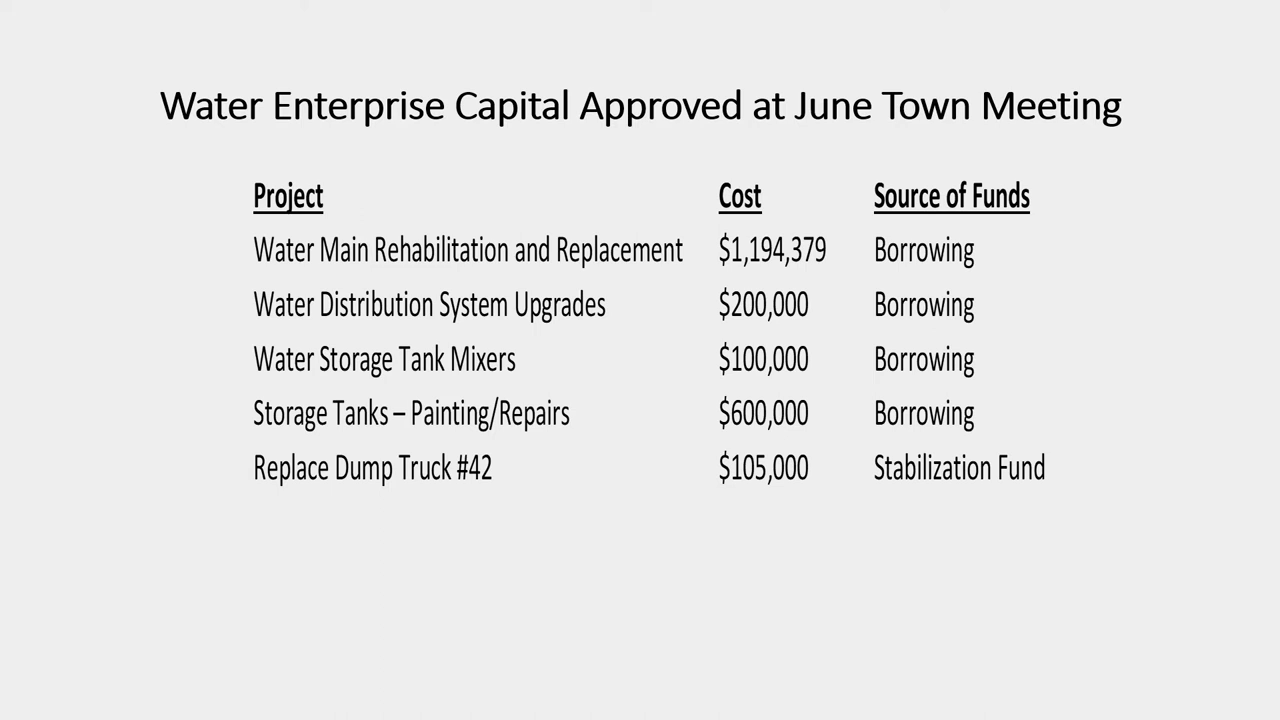 Water Enterprise Capital Approved at June Town Meeting
Project Cost Source of Funds
Water Main Rehabilitation and Replacement $1,194,379 Borrowing
Water Distribution System Upgrades $200,000 Borrowing
Water Storage Tank Mixers $100,000 Borrowing
Storage Tanks – Painting/Repairs $600,000 Borrowing
Replace Dump Truck #42 $105,000 Stabilization Fund